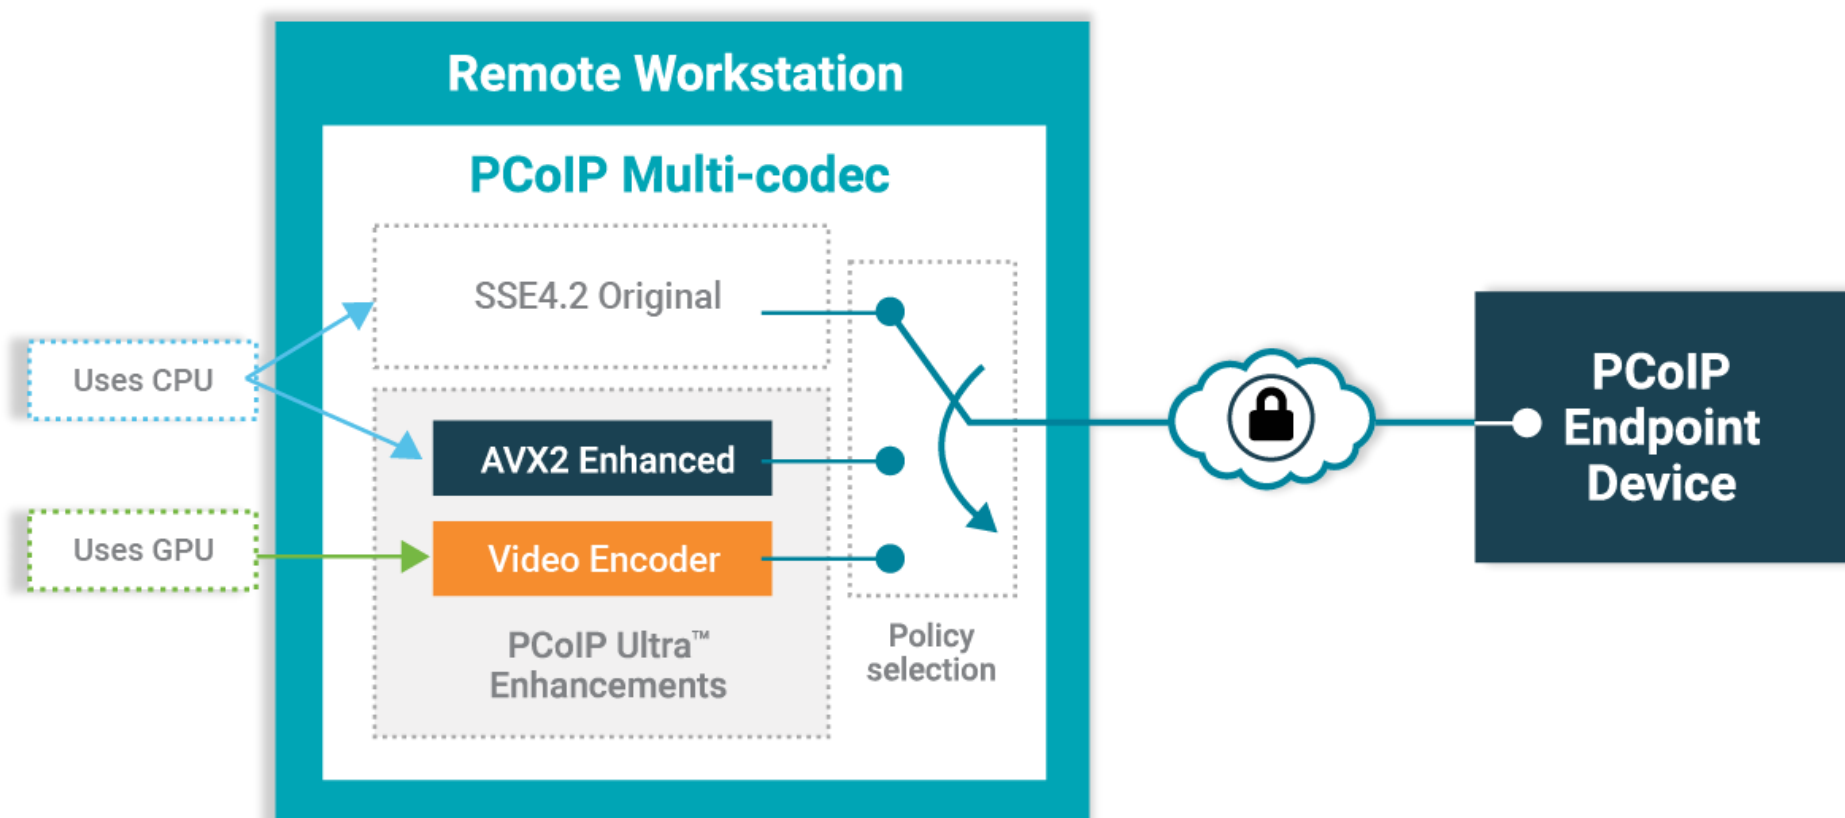 Remote Workstation
PCoIP Multi-codec
SSE4.2 Original
Uses CPU
AVX2 Enhanced
Uses GPU
Video Encoder
PCoIP Ultra™
Enhancements
Policy
selection
PCoIP
Endpoint
Device